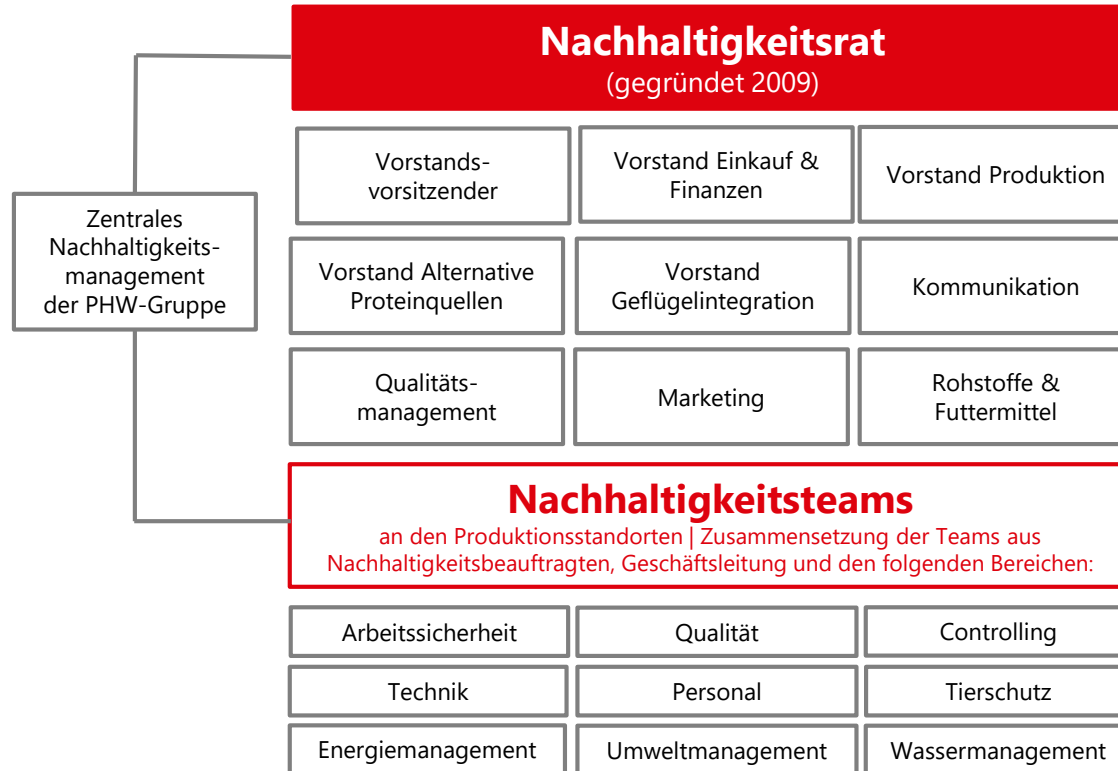 Nachhaltigkeitsrat
(gegründet 2009)
Vorstands-
vorsitzender
Vorstand Einkauf &
Finanzen
Vorstand Produktion
Zentrales
Nachhaltigkeits-
management
der PHW-Gruppe
Vorstand Alternative
Proteinquellen
Vorstand
Geflügelintegration
Kommunikation
Qualitäts-
management
Marketing
Rohstoffe &
Futtermittel
Nachhaltigkeitsteams
an den Produktionsstandorten | Zusammensetzung der Teams aus
Nachhaltigkeitsbeauftragten, Geschäftsleitung und den folgenden Bereichen:
Arbeitssicherheit
Qualität
Controlling
Technik
Personal
Tierschutz
Energiemanagement
Umweltmanagement
Wassermanagement